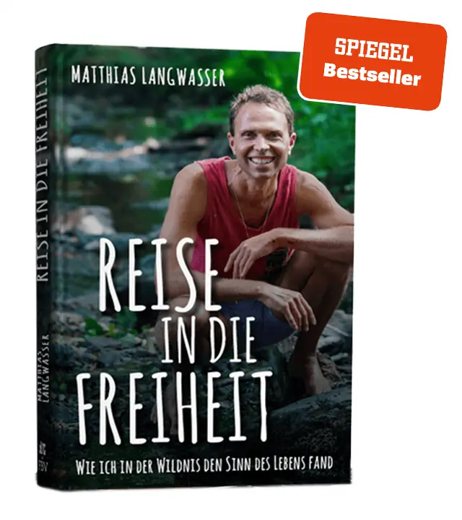 SPIEGEL
Bestseller
MATTHIAS LANGWASSER
REISE
IN DIE
FREIHEIT
WIE ICH IN DER WILDNIS DEN SINN DES LEBENS FAND
REISE IN DIE FREIHEIT
MATTHIAS
LANGWASSER